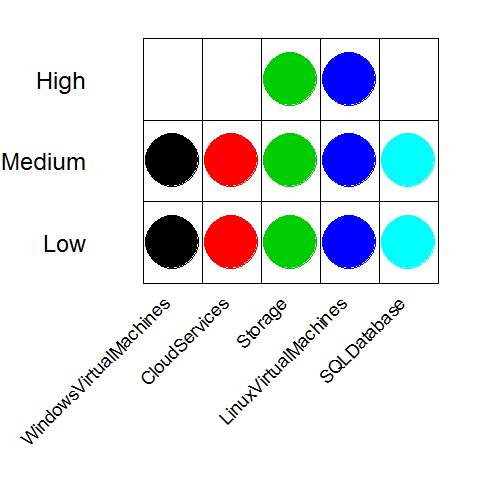 High
Medium
Low
WindowsVirtualMachines
CloudServices
Storage
LinuxVirtualMachines
SQLDatabase